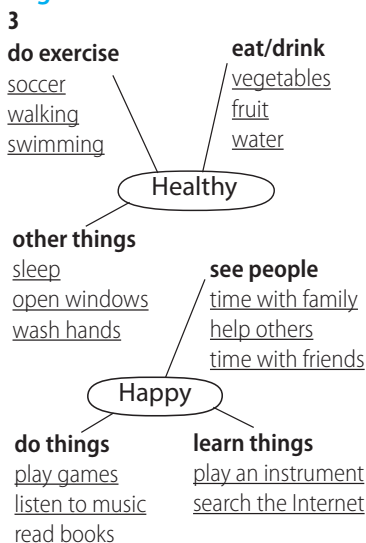 3
do exercise
soccer
walking
swimming
eat/drink
vegetables
fruit
water
Healthy
other things
sleep
open windows
wash hands
see people
time with family
help others
time with friends
Happy
do things
play games
listen to music
read books
learn things
play an instrument
search the Internet